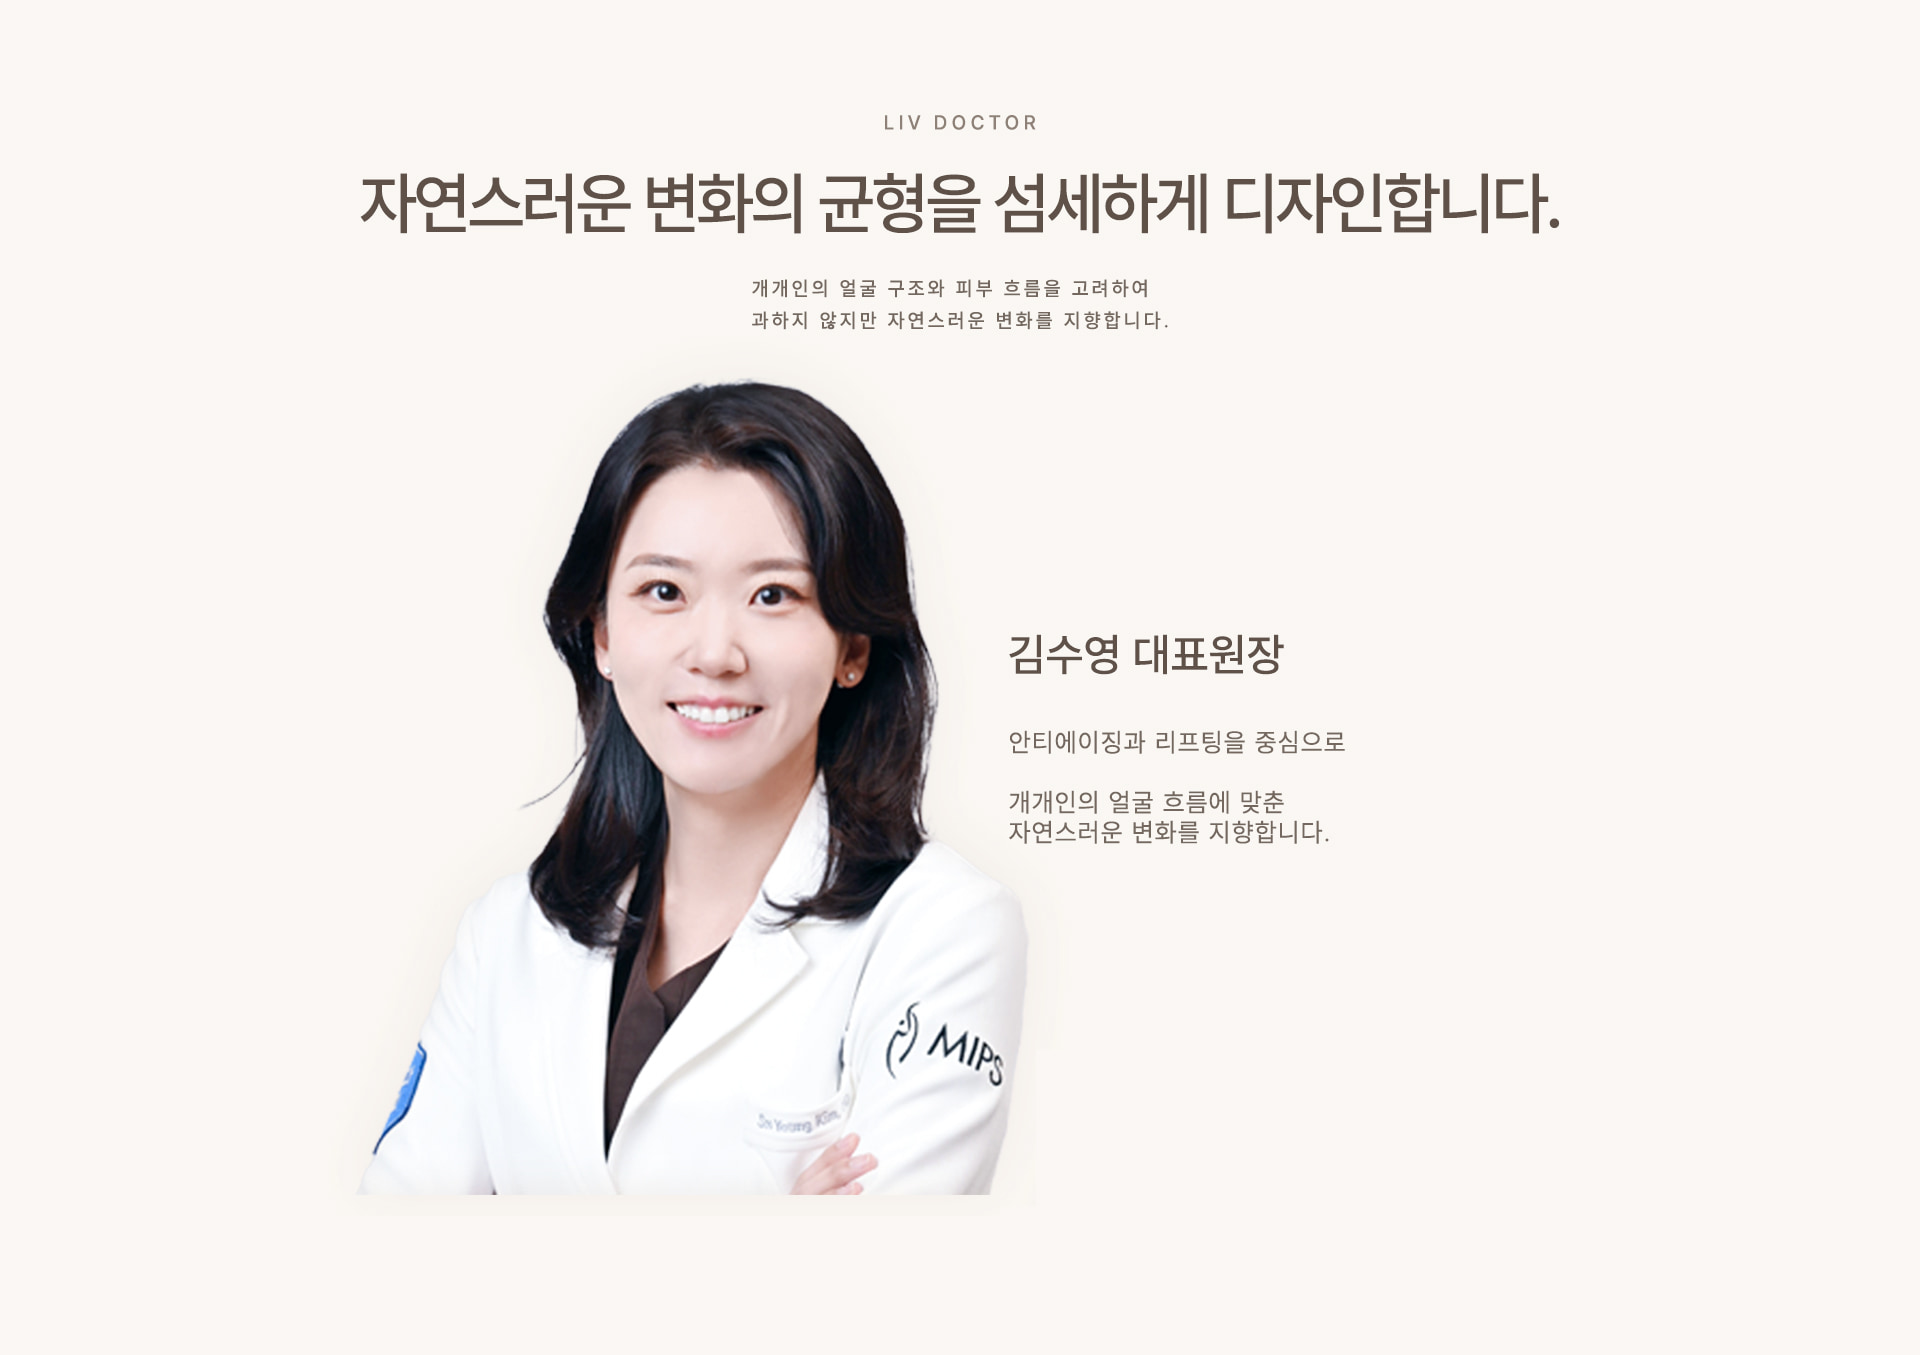 LIV DOCTOR
자연스러운 변화의 균형을 섬세하게 디자인합니다.
개개인의 얼굴 구조와 피부 흐름을 고려하여
과하지 않지만 자연스러운 변화를 지향합니다.
김수영 대표원장
안티에이징과 리프팅을 중심으로
개개인의 얼굴 흐름에 맞춘
자연스러운 변화를 지향합니다.
MIPS